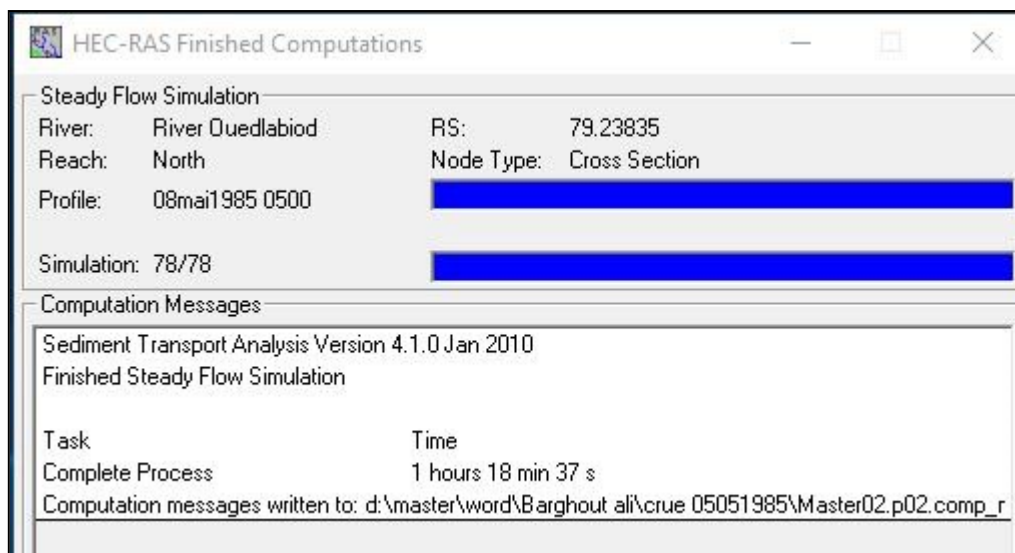 HEC-RAS Finished Computations
Steady Flow Simulation
River: River Ouedlabiod RS: 79.23835
Reach: North Node Type: Cross Section
Profile: 08mai1985 0500
Simulation: 78/78
Computation Messages
Sediment Transport Analysis Version 4.1.0 Jan 2010
Finished Steady Flow Simulation
Task Time
Complete Process 1 hours 18 min 37 s
Computation messages written to: d:\master\word\Barghout ali\crue 05051985\Master02.p02.comp_r